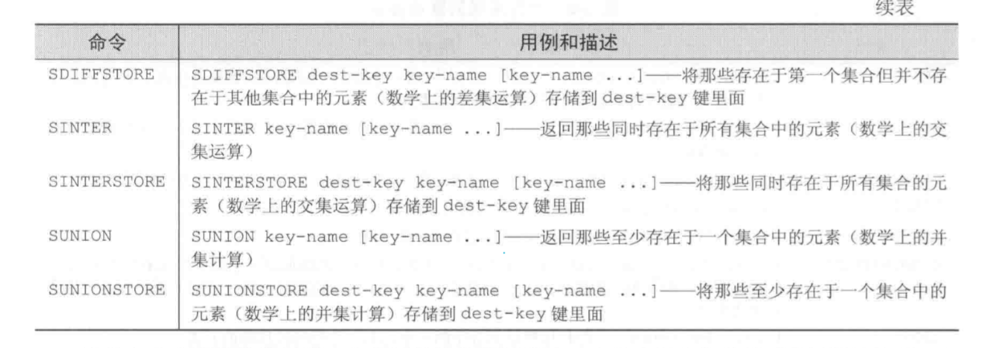 续表
命令 用例和描述
SDIFFSTORE SDIFFSTORE dest-key key-name [key-name ...]——将那些存在于第一个集合但并不存
在于其他集合中的元素（数学上的差集运算）存储到 dest-key 键里面
SINTER SINTER key-name [key-name ...]——返回那些同时存在于所有集合中的元素（数学上的交
集运算）
SINTERSTORE SINTERSTORE dest-key key-name [key-name ...]——将那些同时存在于所有集合的元
素（数学上的交集运算）存储到 dest-key 键里面
SUNION SUNION key-name [key-name ...]——返回那些至少存在于一个集合中的元素（数学上的并
集计算）
SUNIONSTORE SUNIONSTORE dest-key key-name [key-name ...]——将那些至少存在于一个集合中的
元素（数学上的并集计算）存储到 dest-key 键里面